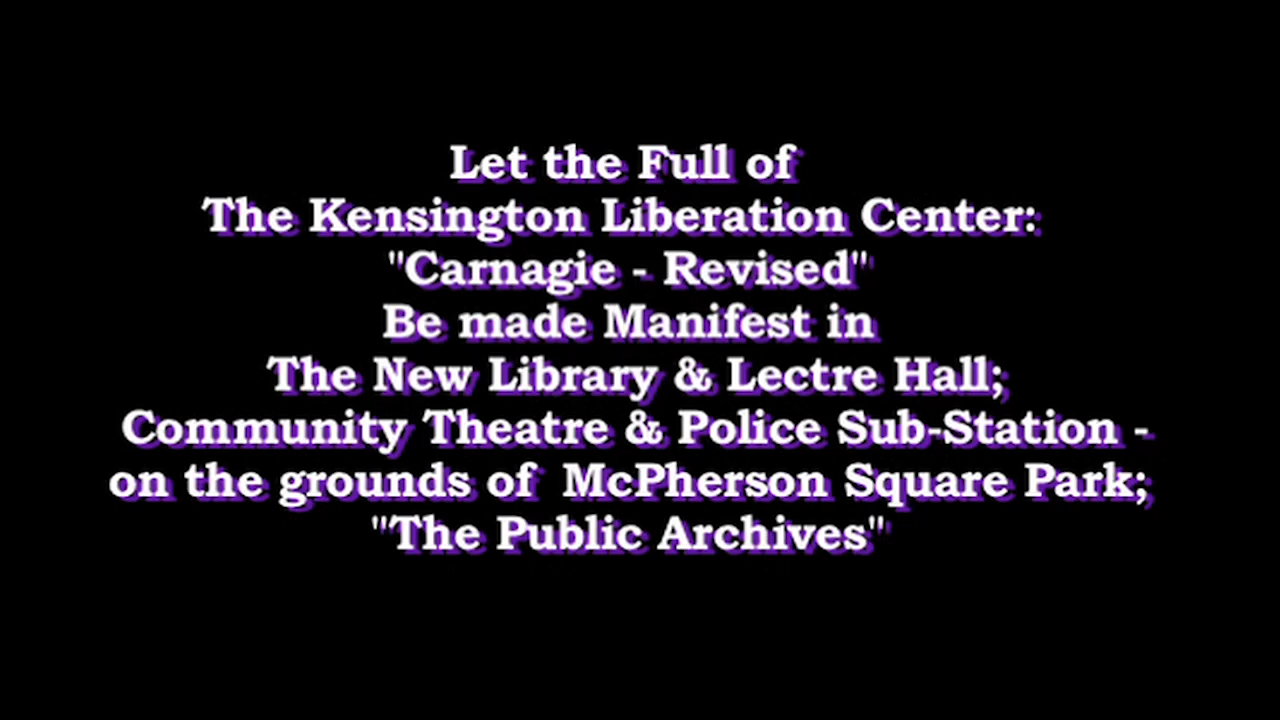 Let the Full of
The Kensington Liberation Center:
"Carnagie - Revised"
Be made Manifest in
The New Library & Lectre Hall;
Community Theatre & Police Sub-Station -
on the grounds of  McPherson Square Park;
"The Public Archives"